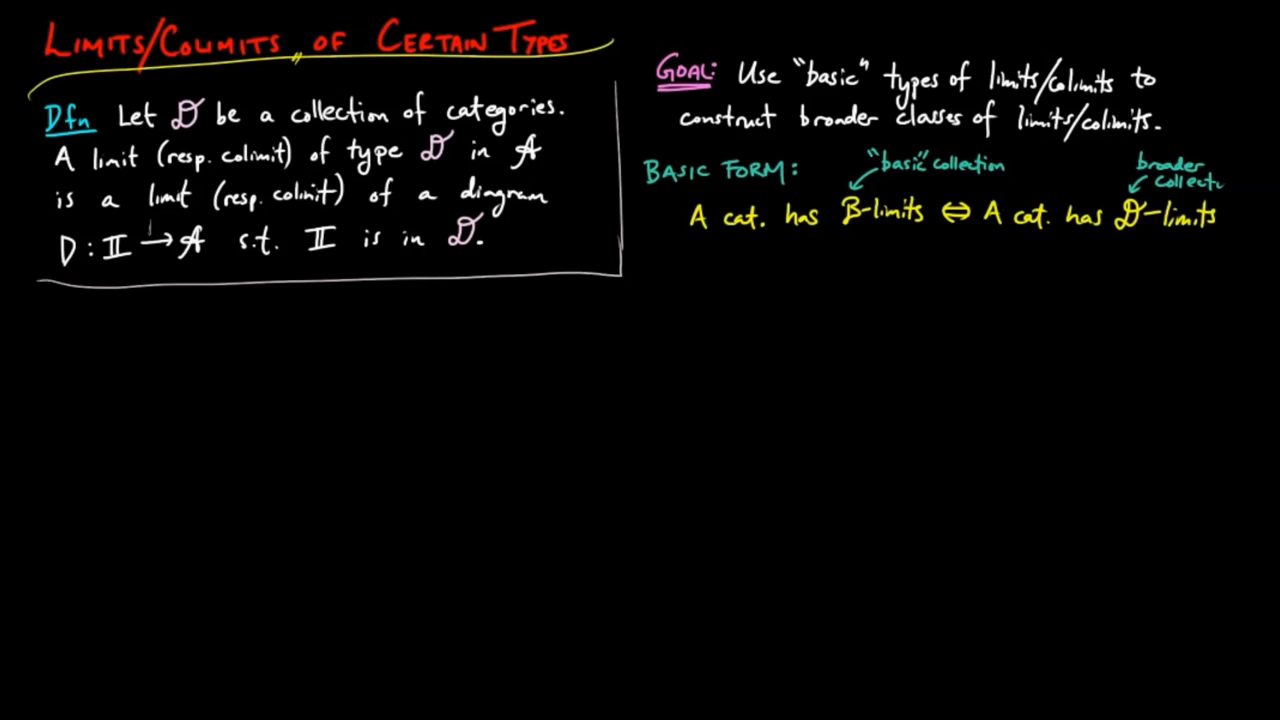 LIMITS/COLIMITS OF CERTAIN TYPES
Dfn Let 𝒟 be a collection of categories.
A limit (resp. colimit) of type 𝒟 in 𝒜
is a limit (resp. colimit) of a diagram
D : 𝕀 → 𝒜 s.t. 𝕀 is in 𝒟.
GOAL: Use "basic" types of limits/colimits to
construct broader classes of limits/colimits.
BASIC FORM:
"basic" collection
broader
collectu
A cat. has ℬ-limits ⇔ A cat. has 𝒟-limits